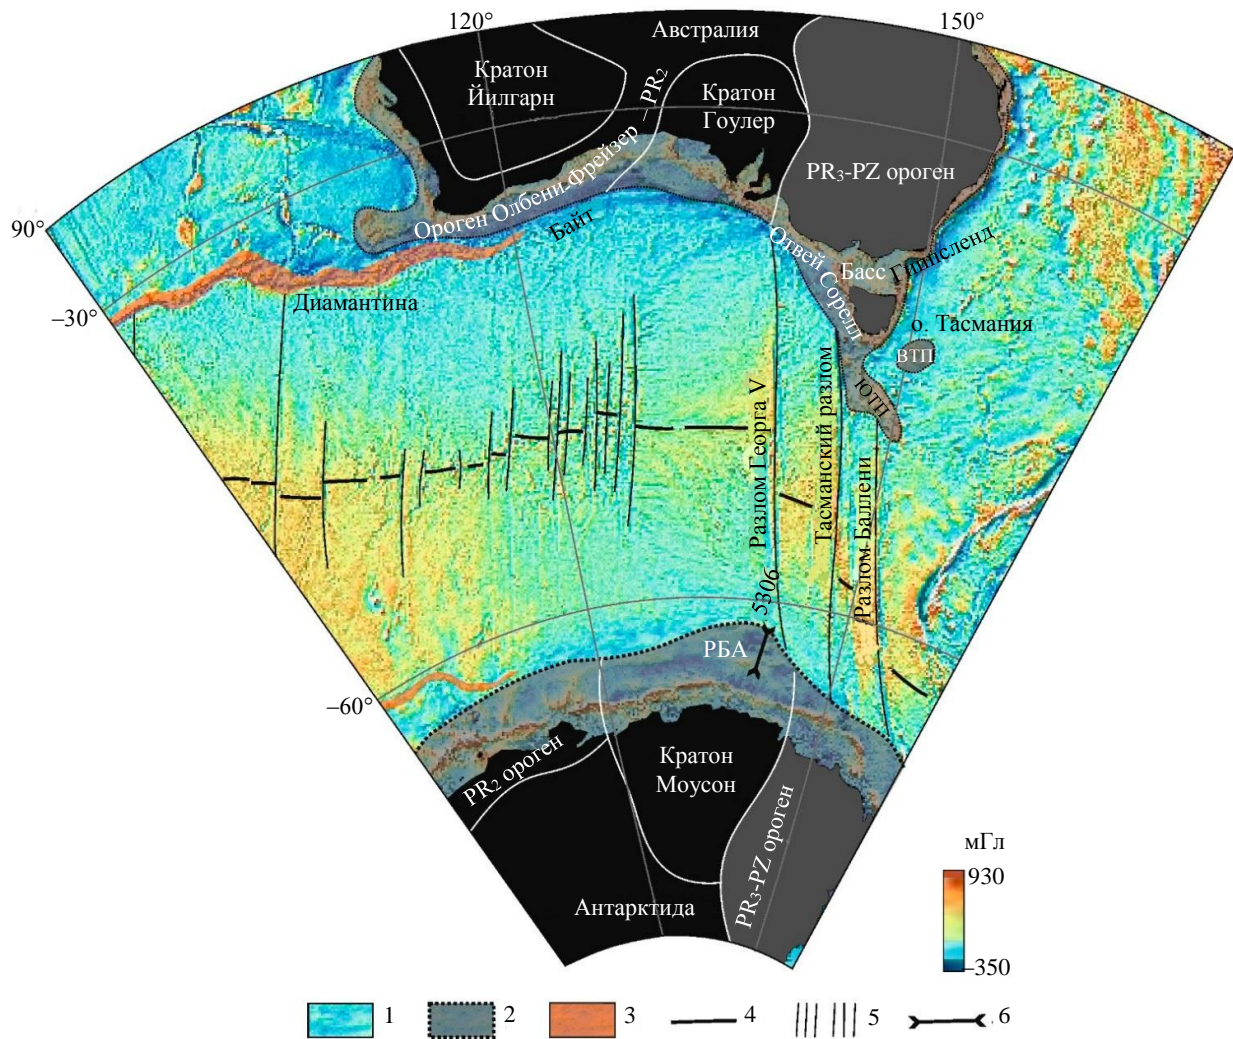 120°
150°
Австралия
Кратон
Йилгарн
Кратон
Гоулер
Ороген Олбени-Фрейзер – PR₂
PR₃-PZ ороген
90°
Байт
Отвей
Сорелл
Басс
Гиппсленд
Диамантина
–30°
о. Тасмания
ВТП
ЮТП
Разлом Георга V
Тасманский разлом
Разлом Баллени
5306
РБА
–60°
PR₂ ороген
Кратон
Моусон
PR₃-PZ ороген
Антарктида
мГл
930
–350
1
2
3
4
5
6